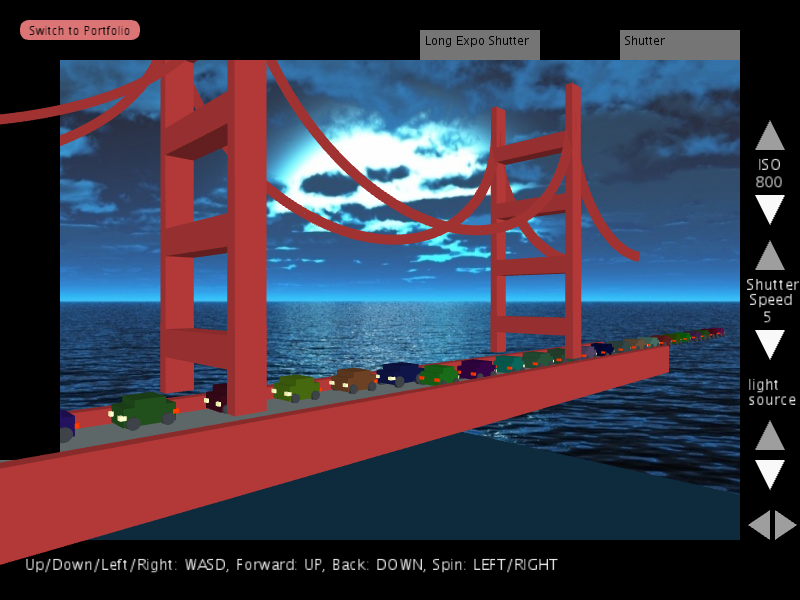 Switch to Portfolio
Long Expo Shutter
Shutter
ISO
800
Shutter
Speed
5
light
source
Up/Down/Left/Right: WASD, Forward: UP, Back: DOWN, Spin: LEFT/RIGHT